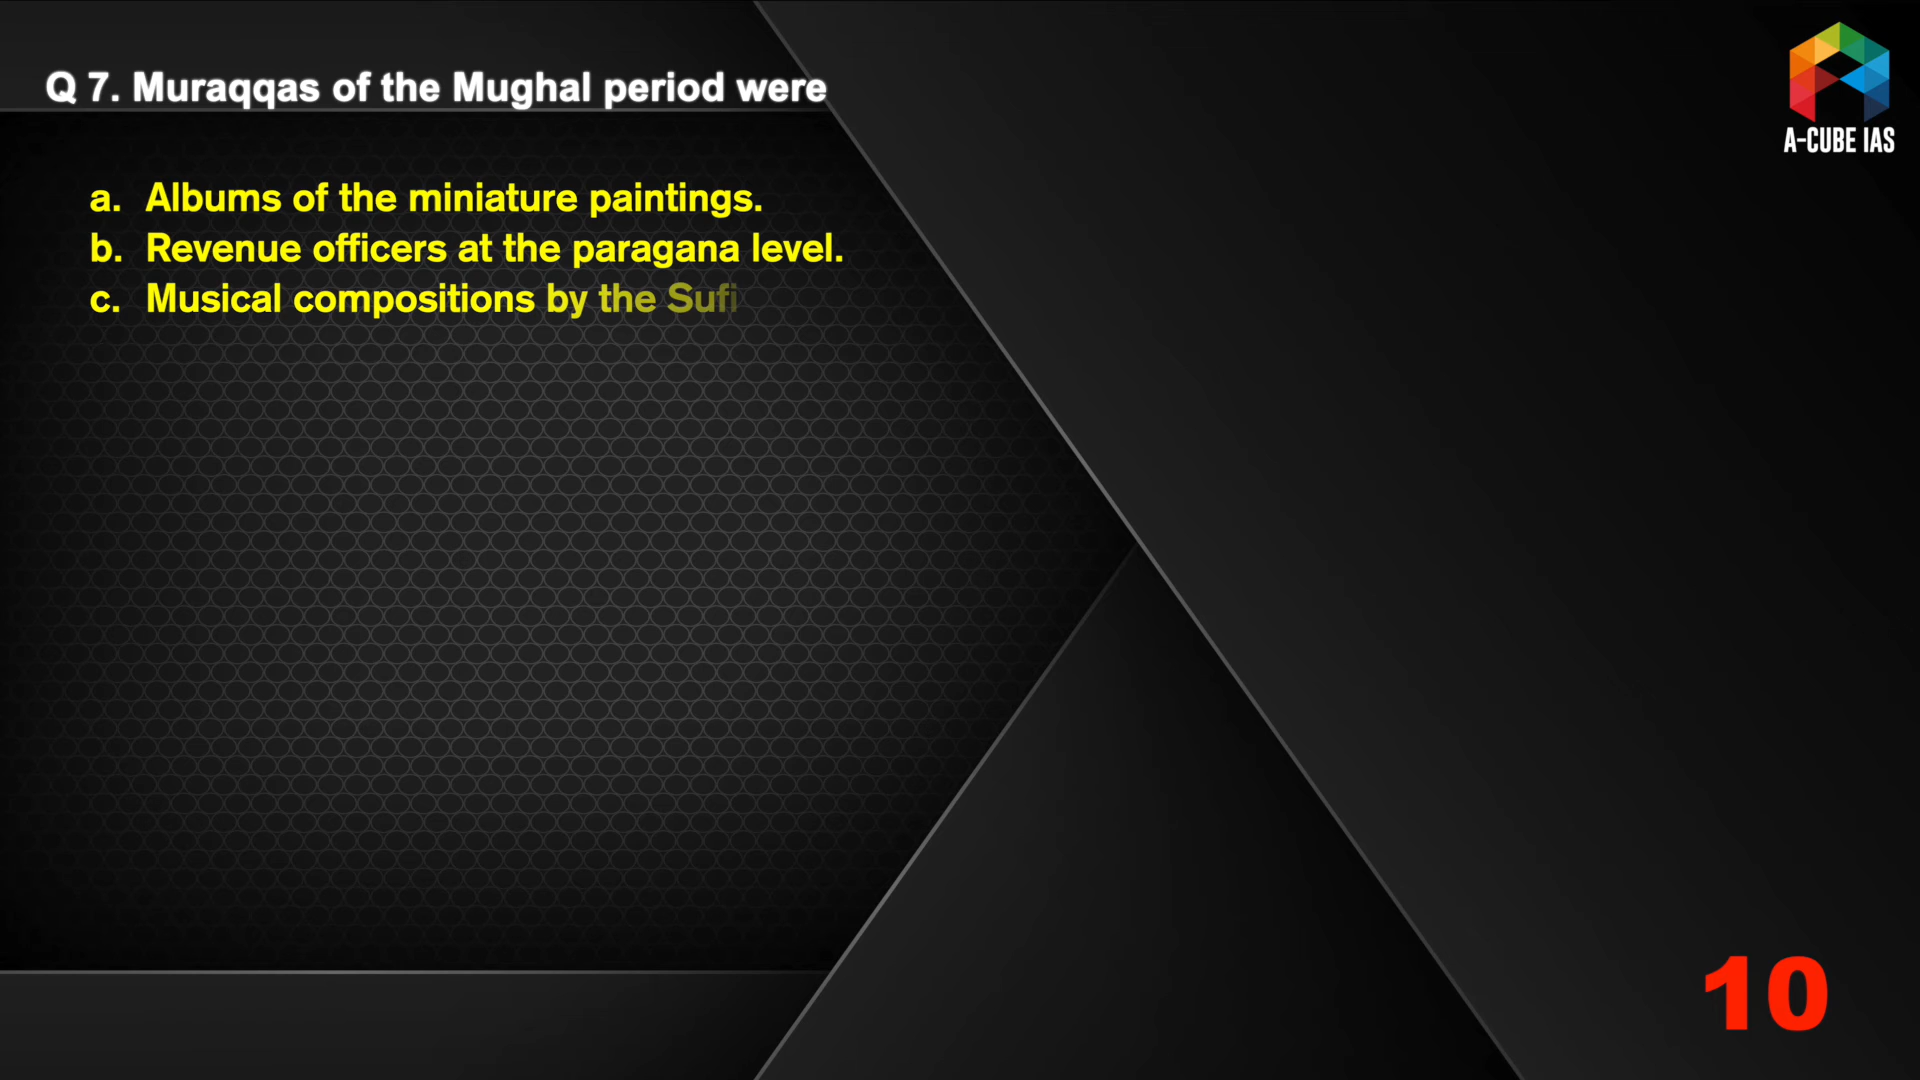 Q 7. Muraqqas of the Mughal period were
A-CUBE IAS
a. Albums of the miniature paintings.
b. Revenue officers at the paragana level.
c. Musical compositions by the Sufi
10